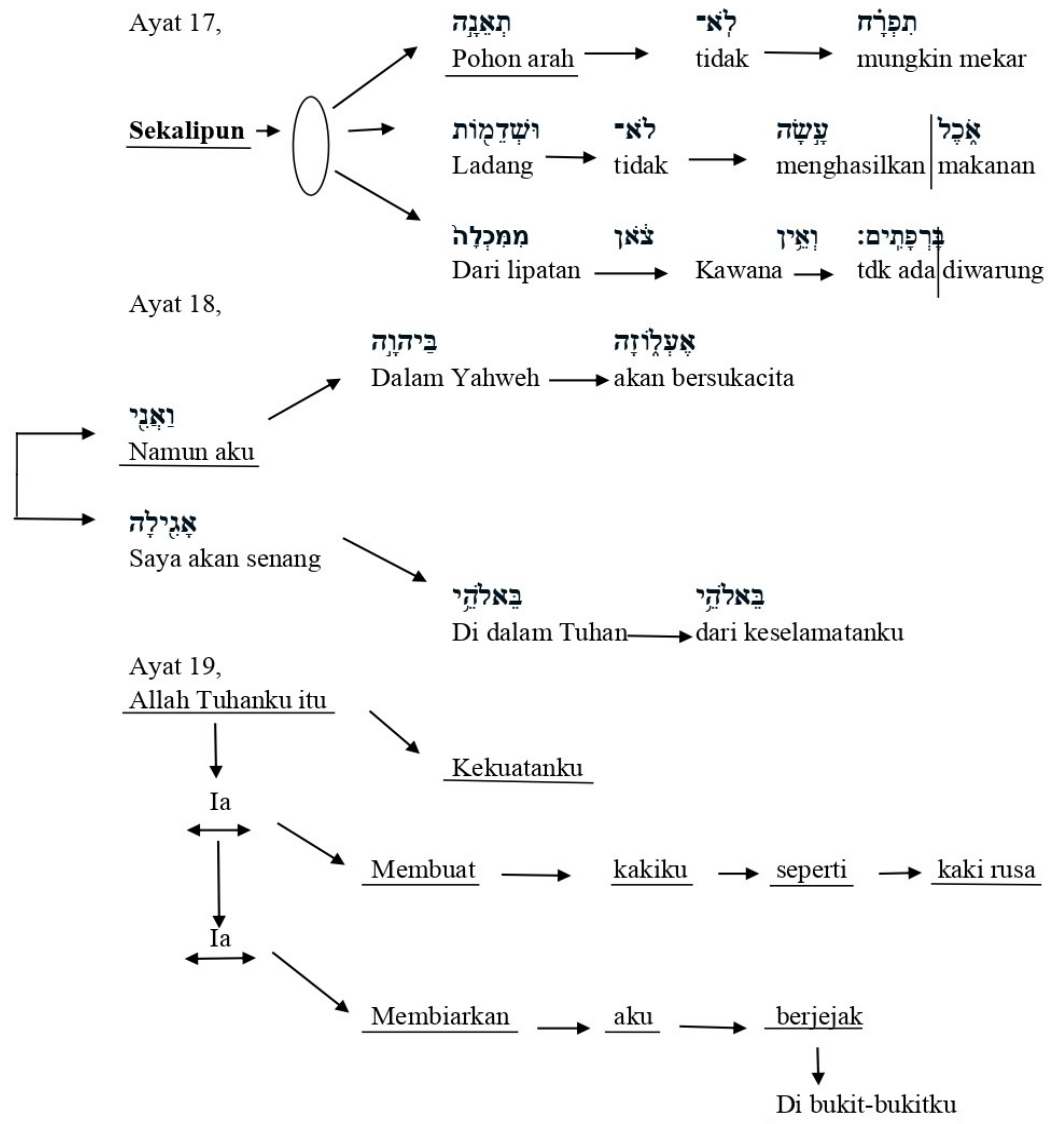 Ayat 17,
תְאֵנָ֣ה לֹֽא־ תִפְרָ֗ח
Pohon arah tidak mungkin mekar
Sekalipun
וּשְׁדֵמ֖וֹת לֹא־ עָ֣שָׂה אֹ֑כֶל
Ladang tidak menghasilkan makanan
מִמִּכְלָה֙ צֹ֔אן וְאֵ֥ין בָּרְפָתִֽים׃
Dari lipatan Kawana tdk ada diwarung
Ayat 18,
בַּיהוָ֣ה אֶעְל֑וֹזָה
Dalam Yahweh akan bersukacita
וַאֲנִ֖י
Namun aku
אָגִ֖ילָה
Saya akan senang
בֵּאלֹהֵ֥י בֵּאלֹהֵ֥י
Di dalam Tuhan dari keselamatanku
Ayat 19,
Allah Tuhanku itu
Kekuatanku
Ia
Membuat kakiku seperti kaki rusa
Ia
Membiarkan aku berjejak
Di bukit-bukitku